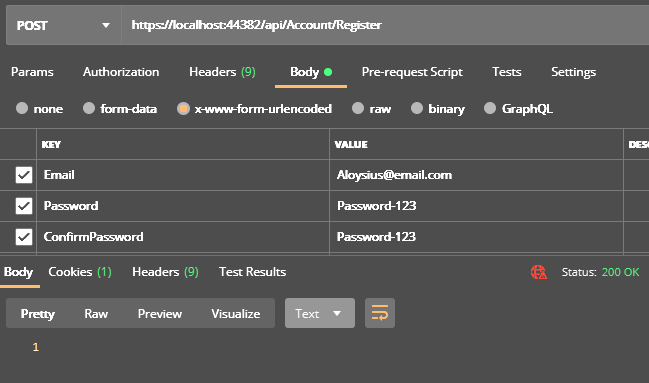 POST https://localhost:44382/api/Account/Register
Params Authorization Headers (9) Body Pre-request Script Tests Settings
none form-data x-www-form-urlencoded raw binary GraphQL
KEY VALUE DESC
Email Aloysius@email.com
Password Password-123
ConfirmPassword Password-123
Body Cookies (1) Headers (9) Test Results Status: 200 OK
Pretty Raw Preview Visualize Text
1